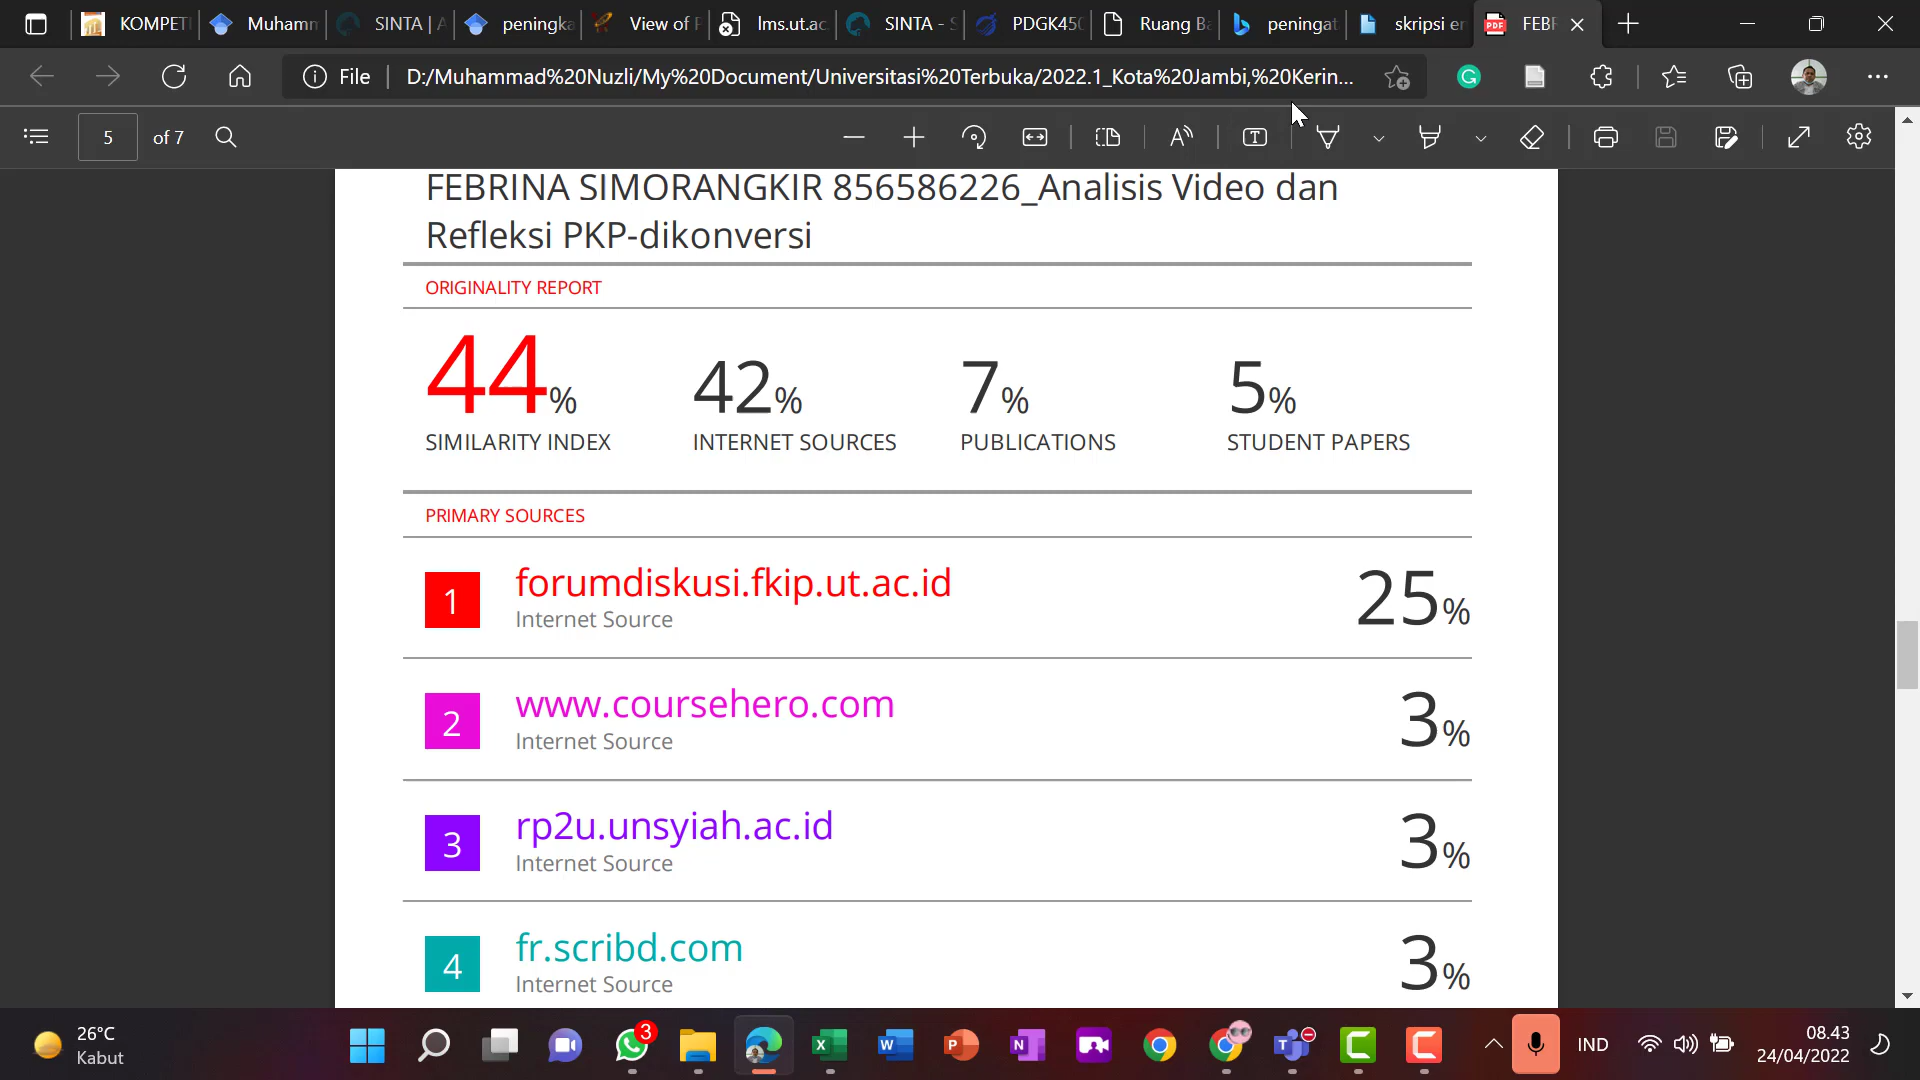 KOMPETI
Muhamm
SINTA | A
peningka
View of P
lms.ut.ac
SINTA - S
PDGK450
Ruang Ba
peningat
skripsi en
FEBR
File
D:/Muhammad%20Nuzli/My%20Document/Universitasi%20Terbuka/2022.1_Kota%20Jambi,%20Kerin...
5 of 7
FEBRINA SIMORANGKIR 856586226_Analisis Video dan
Refleksi PKP-dikonversi
ORIGINALITY REPORT
44% 42% 7% 5%
SIMILARITY INDEX INTERNET SOURCES PUBLICATIONS STUDENT PAPERS
PRIMARY SOURCES
1 forumdiskusi.fkip.ut.ac.id 25%
Internet Source
2 www.coursehero.com 3%
Internet Source
3 rp2u.unsyiah.ac.id 3%
Internet Source
4 fr.scribd.com 3%
Internet Source
26°C
Kabut
3
IND
08.43
24/04/2022